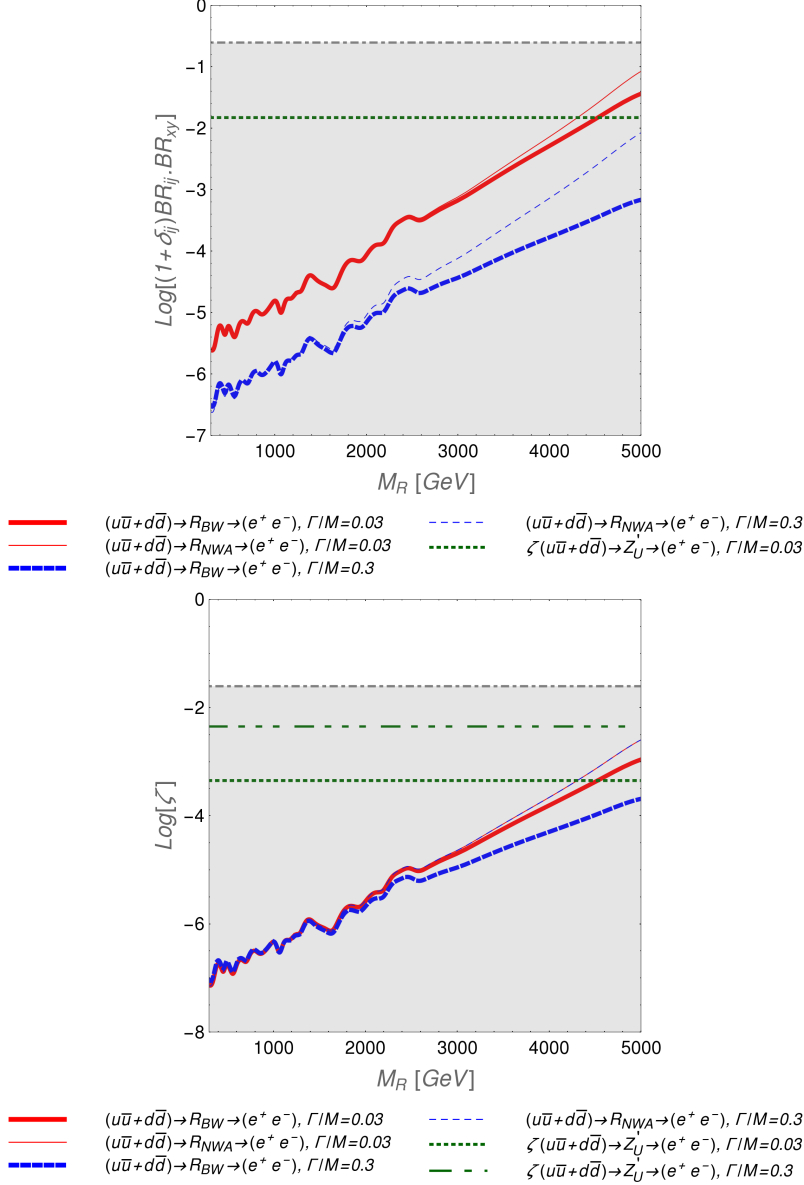 0
-1
-2
-3
-4
-5
-6
-7
Log[(1+δij)BRij.BRxy]
1000 2000 3000 4000 5000
MR [GeV]
(uū+dd̅)→RBW→(e+ e−), Γ/M=0.03
(uū+dd̅)→RNWA→(e+ e−), Γ/M=0.03
(uū+dd̅)→RBW→(e+ e−), Γ/M=0.3
(uū+dd̅)→RNWA→(e+ e−), Γ/M=0.3
ζ(uū+dd̅)→Z'U→(e+ e−), Γ/M=0.03
0
-2
-4
-6
-8
Log[ζ]
1000 2000 3000 4000 5000
MR [GeV]
(uū+dd̅)→RBW→(e+ e−), Γ/M=0.03
(uū+dd̅)→RNWA→(e+ e−), Γ/M=0.03
(uū+dd̅)→RBW→(e+ e−), Γ/M=0.3
(uū+dd̅)→RNWA→(e+ e−), Γ/M=0.3
ζ(uū+dd̅)→Z'U→(e+ e−), Γ/M=0.03
ζ(uū+dd̅)→Z'U→(e+ e−), Γ/M=0.3